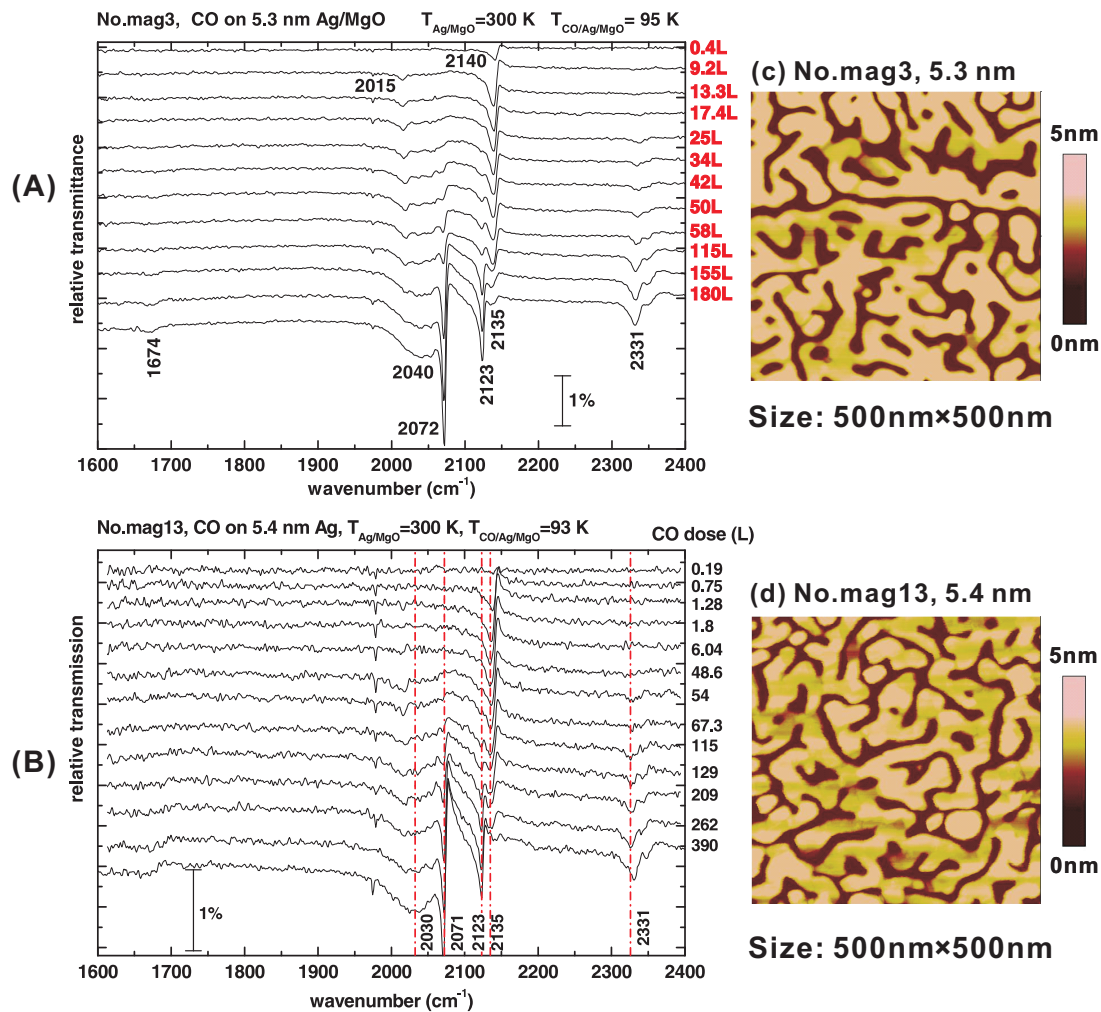 No.mag3, CO on 5.3 nm Ag/MgO T_Ag/MgO=300 K T_CO/Ag/MgO= 95 K
(A)
relative transmittance
2015
2140
0.4L
9.2L
13.3L
17.4L
25L
34L
42L
50L
58L
115L
155L
180L
1674
2040
2072
2123
2135
2331
1%
1600 1700 1800 1900 2000 2100 2200 2300 2400
wavenumber (cm⁻¹)
(c) No.mag3, 5.3 nm
5nm
0nm
Size: 500nm×500nm
No.mag13, CO on 5.4 nm Ag, T_Ag/MgO=300 K, T_CO/Ag/MgO=93 K
CO dose (L)
(B)
relative transmission
0.19
0.75
1.28
1.8
6.04
48.6
54
67.3
115
129
209
262
390
1%
2030
2071
2123
2135
2331
1600 1700 1800 1900 2000 2100 2200 2300 2400
wavenumber (cm⁻¹)
(d) No.mag13, 5.4 nm
5nm
0nm
Size: 500nm×500nm